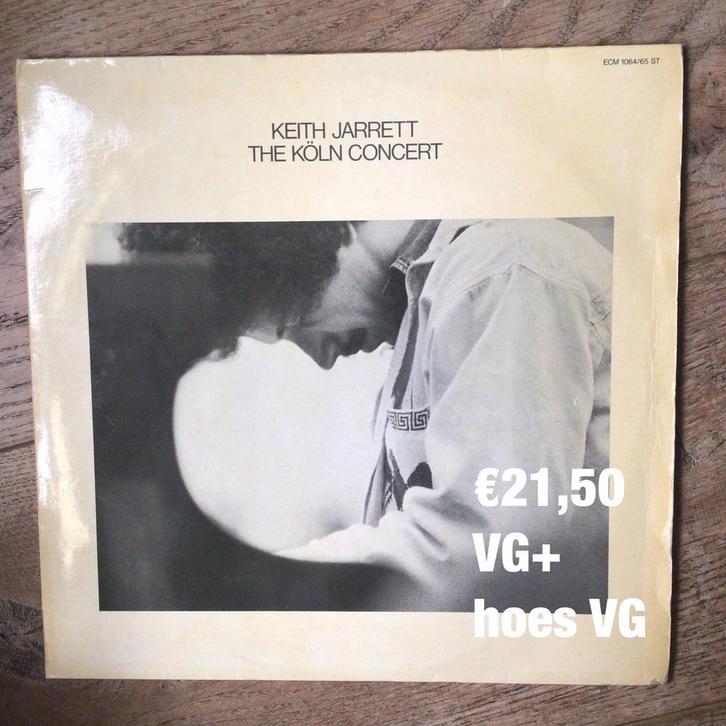 ECM 1064/65 ST
KEITH JARRETT
THE KÖLN CONCERT
€21,50
VG+
hoes VG